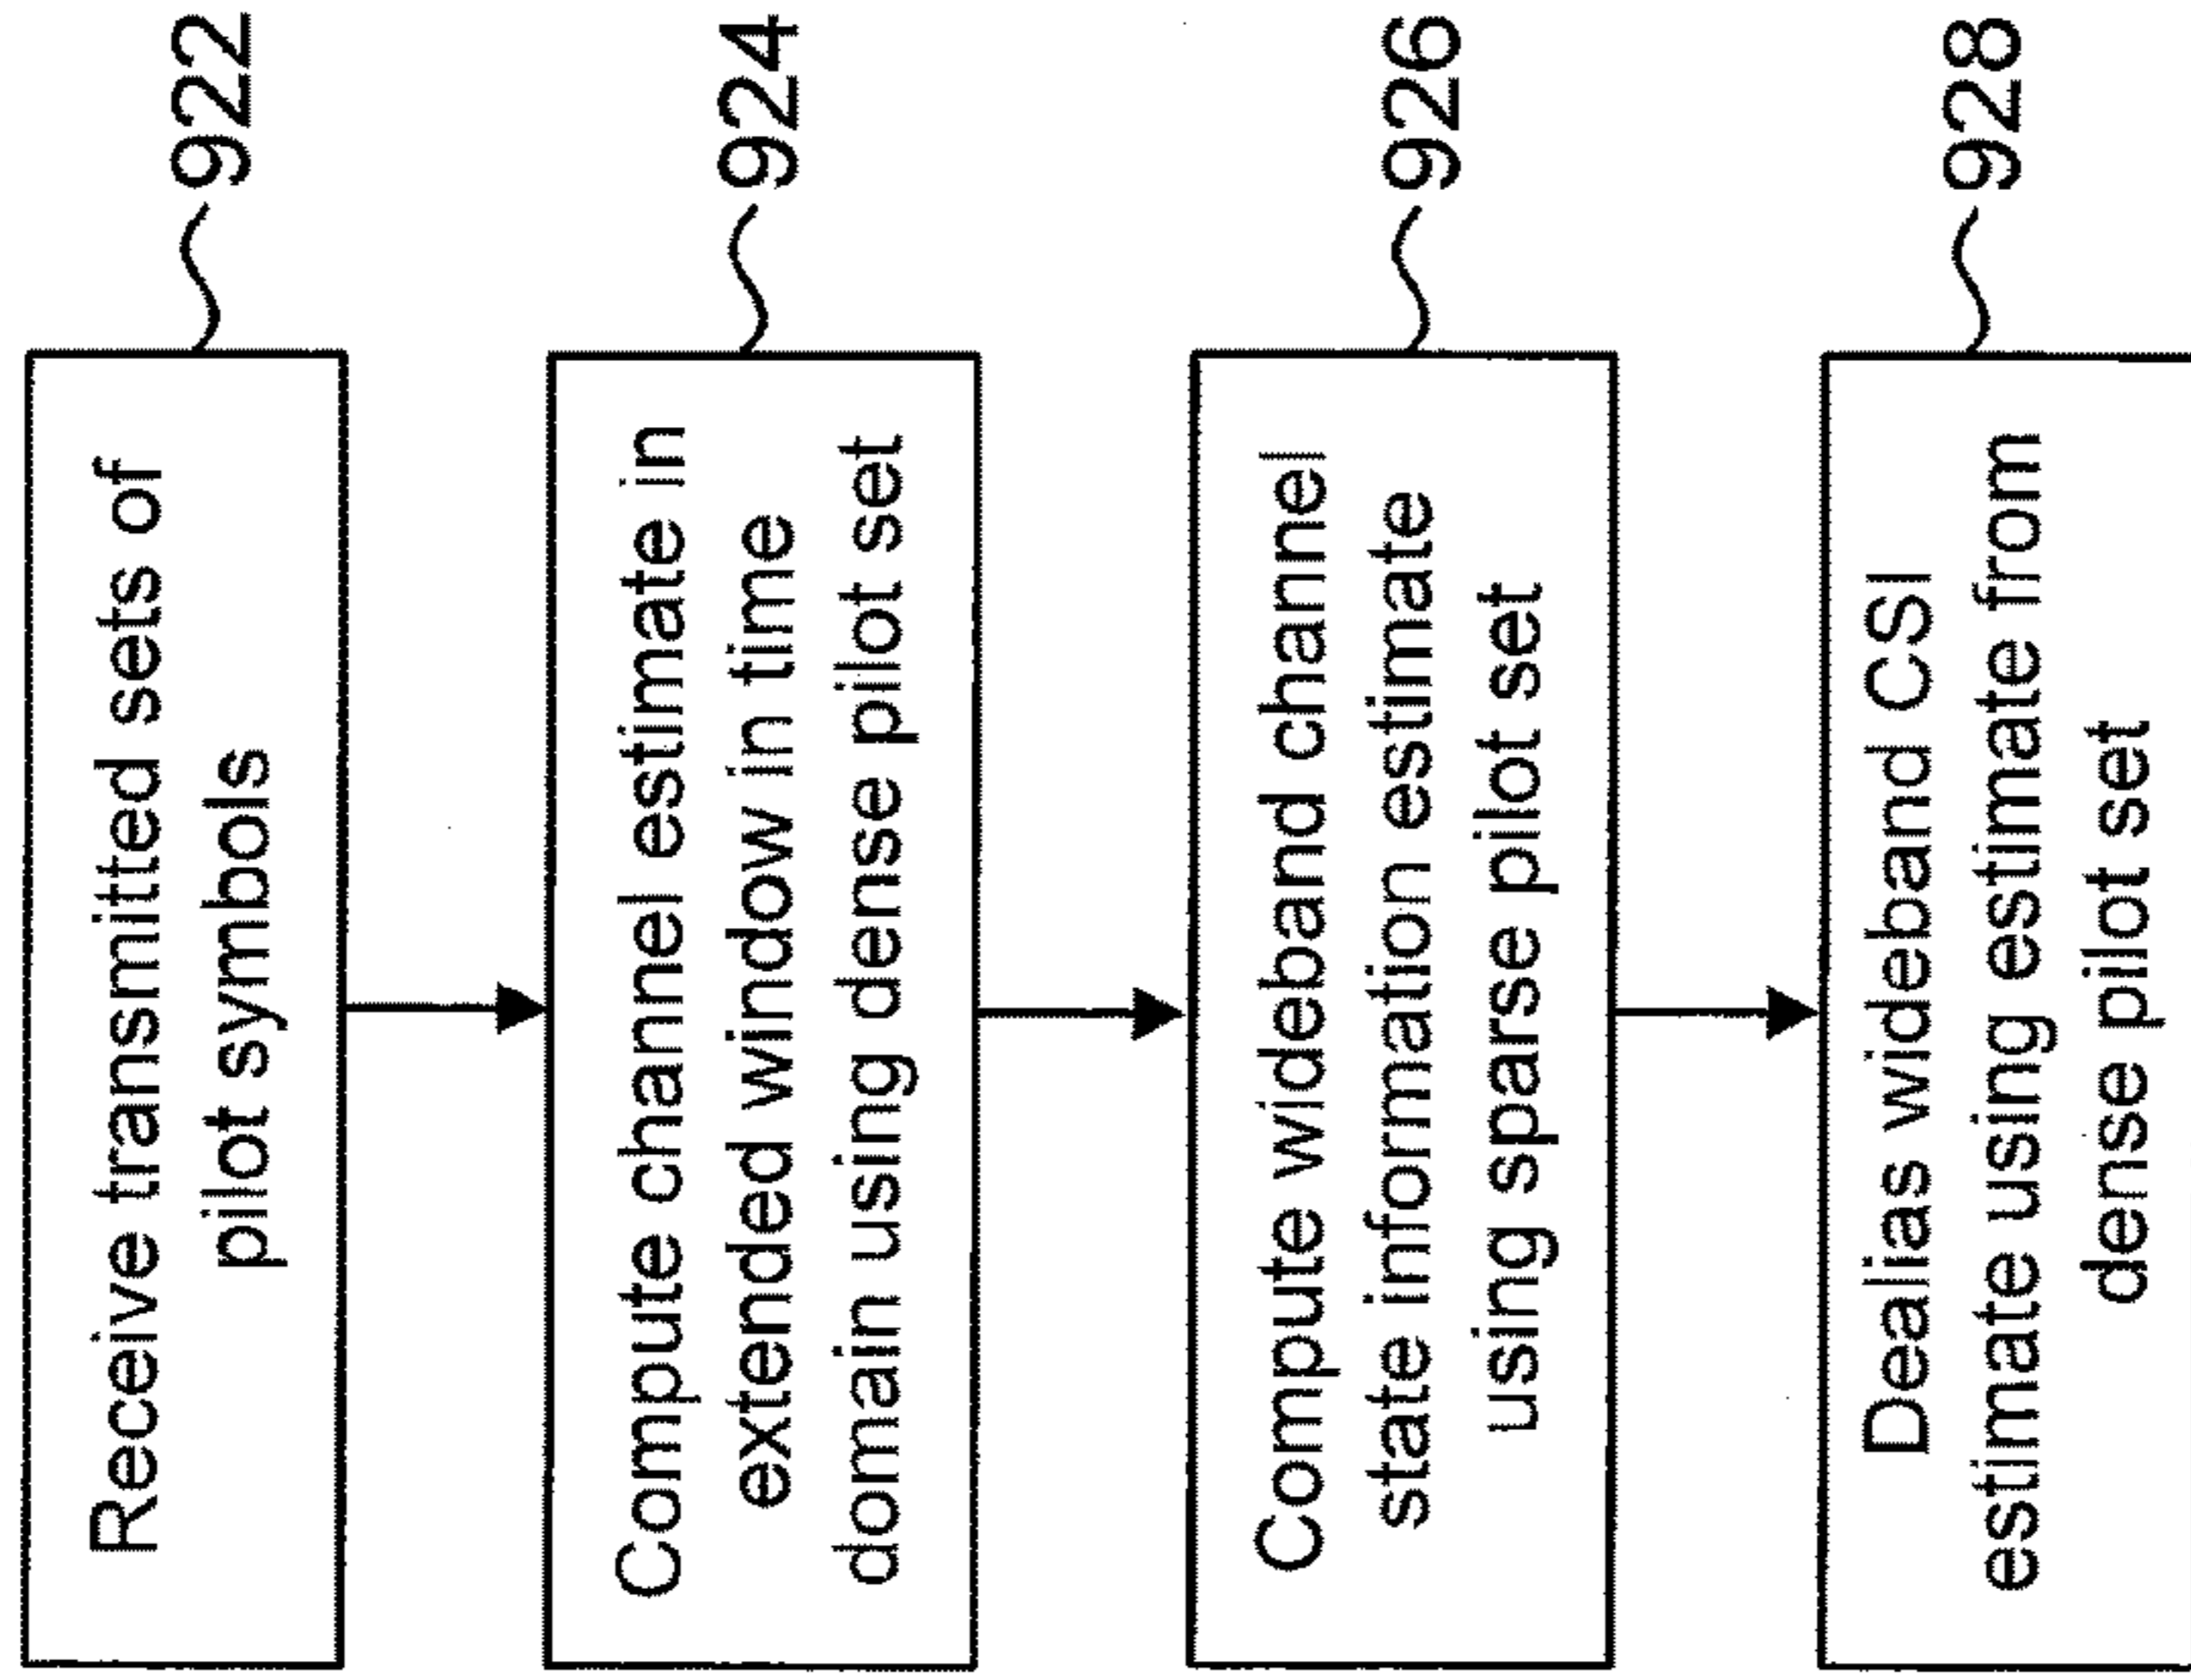 Receive transmitted sets of
pilot symbols
922
Compute channel estimate in
extended window in time
domain using dense pilot set
924
Compute wideband channel
state information estimate
using sparse pilot set
926
Dealias wideband CSI
estimate using estimate from
dense pilot set
928